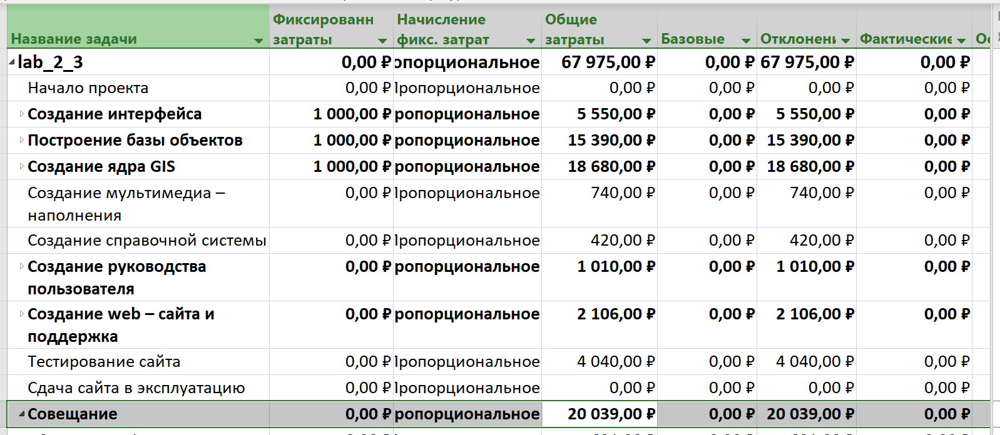 Фиксированн Начисление Общие
Название задачи затраты фикс. затрат затраты Базовые Отклонени Фактические
lab_2_3 0,00 ₽ опорциональное 67 975,00 ₽ 0,00 ₽ 67 975,00 ₽ 0,00 ₽
Начало проекта 0,00 ₽ Пропорциональное 0,00 ₽ 0,00 ₽ 0,00 ₽ 0,00 ₽
Создание интерфейса 1 000,00 ₽ ропорциональное 5 550,00 ₽ 0,00 ₽ 5 550,00 ₽ 0,00 ₽
Построение базы объектов 1 000,00 ₽ ропорциональное 15 390,00 ₽ 0,00 ₽ 15 390,00 ₽ 0,00 ₽
Создание ядра GIS 1 000,00 ₽ ропорциональное 18 680,00 ₽ 0,00 ₽ 18 680,00 ₽ 0,00 ₽
Создание мультимедиа – 0,00 ₽ Пропорциональное 740,00 ₽ 0,00 ₽ 740,00 ₽ 0,00 ₽
наполнения
Создание справочной системы 0,00 ₽ Пропорциональное 420,00 ₽ 0,00 ₽ 420,00 ₽ 0,00 ₽
Создание руководства 0,00 ₽ ропорциональное 1 010,00 ₽ 0,00 ₽ 1 010,00 ₽ 0,00 ₽
пользователя
Создание web – сайта и 0,00 ₽ ропорциональное 2 106,00 ₽ 0,00 ₽ 2 106,00 ₽ 0,00 ₽
поддержка
Тестирование сайта 0,00 ₽ Пропорциональное 4 040,00 ₽ 0,00 ₽ 4 040,00 ₽ 0,00 ₽
Сдача сайта в эксплуатацию 0,00 ₽ Пропорциональное 0,00 ₽ 0,00 ₽ 0,00 ₽ 0,00 ₽
Совещание 0,00 ₽ ропорциональное 20 039,00 ₽ 0,00 ₽ 20 039,00 ₽ 0,00 ₽